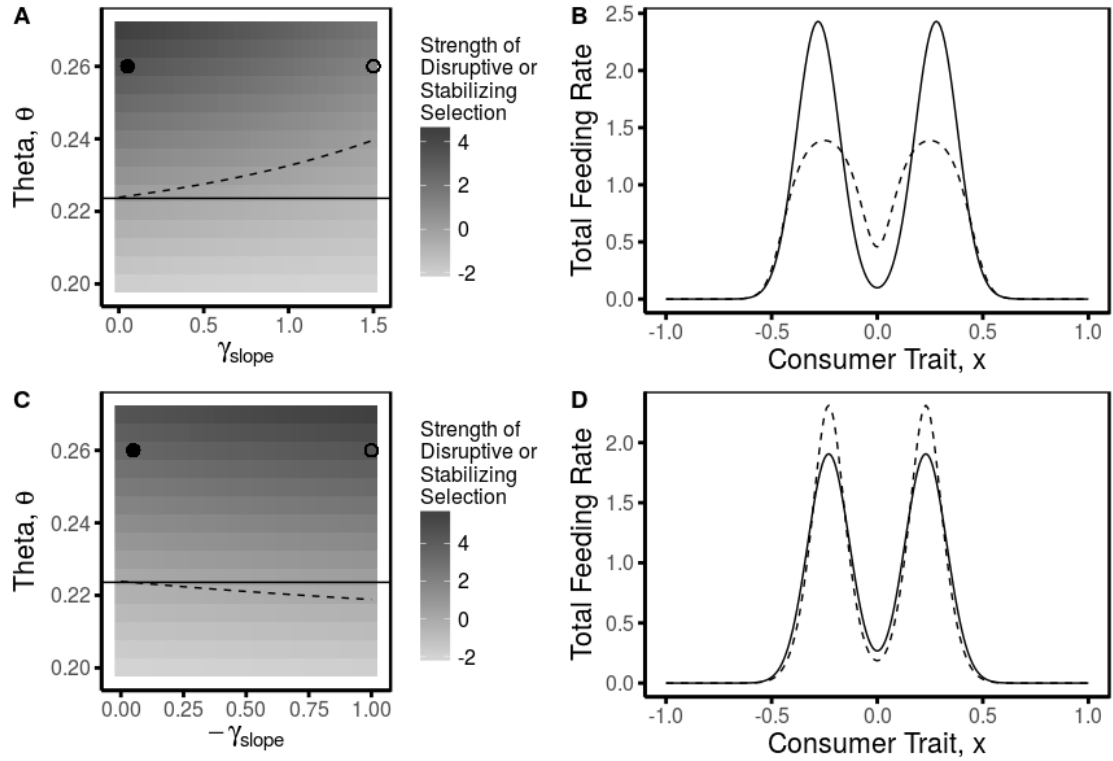 A
Theta, θ
0.26
0.24
0.22
0.20
0.0
0.5
1.0
1.5
γslope
Strength of
Disruptive or
Stabilizing
Selection
4
2
0
-2
B
Total Feeding Rate
2.5
2.0
1.5
1.0
0.5
0.0
-1.0
-0.5
0.0
0.5
1.0
Consumer Trait, x
C
Theta, θ
0.26
0.24
0.22
0.20
0.00
0.25
0.50
0.75
1.00
−γslope
Strength of
Disruptive or
Stabilizing
Selection
4
2
0
-2
D
Total Feeding Rate
2.0
1.5
1.0
0.5
0.0
-1.0
-0.5
0.0
0.5
1.0
Consumer Trait, x